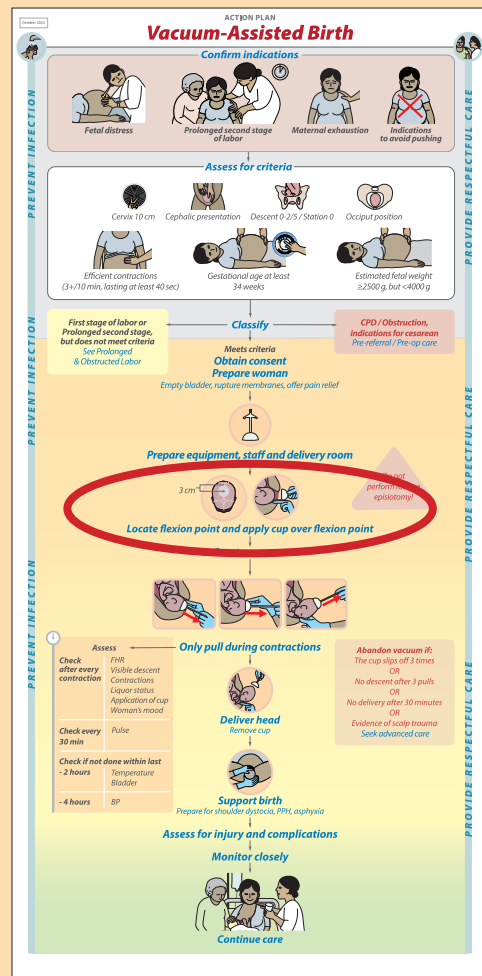 October 2022
ACTION PLAN
Vacuum-Assisted Birth
PREVENT INFECTION
PROVIDE RESPECTFUL CARE
Confirm indications
Fetal distress
Prolonged second stage
of labor
Maternal exhaustion
Indications
to avoid pushing
Assess for criteria
Cervix 10 cm
Cephalic presentation
Descent 0-2/5 / Station 0
Occiput position
Efficient contractions
(3+/10 min, lasting at least 40 sec)
Gestational age at least
34 weeks
Estimated fetal weight
≥2500 g, but <4000 g
First stage of labor or
Prolonged second stage,
but does not meet criteria
See Prolonged
& Obstructed Labor
Classify
CPD / Obstruction,
indications for cesarean
Pre-referral / Pre-op care
PREVENT INFECTION
PROVIDE RESPECTFUL CARE
Meets criteria
Obtain consent
Prepare woman
Empty bladder, rupture membranes, offer pain relief
Prepare equipment, staff and delivery room
3 cm
not
perform
episiotomy!
Locate flexion point and apply cup over flexion point
PREVENT INFECTION
PROVIDE RESPECTFUL CARE
Only pull during contractions
Assess
Check
after every
contraction
FHR
Visible descent
Contractions
Liquor status
Application of cup
Woman's mood
Check every
30 min
Pulse
Check if not done within last
- 2 hours
Temperature
Bladder
- 4 hours
BP
Abandon vacuum if:
The cup slips off 3 times
OR
No descent after 3 pulls
OR
No delivery after 30 minutes
OR
Evidence of scalp trauma
Seek advanced care
Deliver head
Remove cup
Support birth
Prepare for shoulder dystocia, PPH, asphyxia
Assess for injury and complications
Monitor closely
Continue care